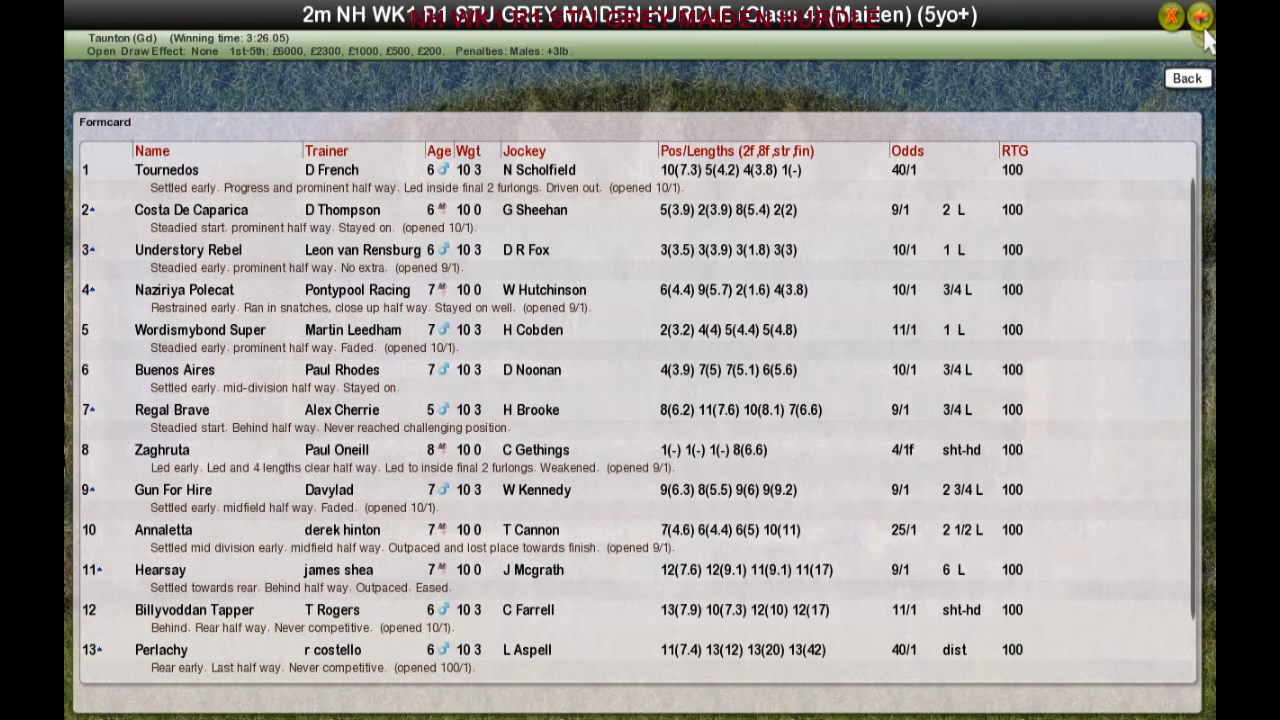 2m NH WK1 R1 STU GREY MAIDEN HURDLE (Class 4) (Maiden) (5yo+)
NH WK1 R1 STU GREY MAIDEN HURDLE
Taunton (Gd) (Winning time: 3:26.05)
Open Draw Effect: None 1st-5th: £6000, £2300, £1000, £500, £200. Penalties: Males: +3lb.
Back
Formcard
Name Trainer Age Wgt Jockey Pos/Lengths (2f,8f,str,fin) Odds RTG
1 Tournedos D French 6 10 3 N Scholfield 10(7.3) 5(4.2) 4(3.8) 1(-) 40/1 100
Settled early. Progress and prominent half way. Led inside final 2 furlongs. Driven out. (opened 10/1).
2 Costa De Caparica D Thompson 6 10 0 G Sheehan 5(3.9) 2(3.9) 8(5.4) 2(2) 9/1 2 L 100
Steadied start. prominent half way. Stayed on. (opened 10/1).
3 Understory Rebel Leon van Rensburg 6 10 3 D R Fox 3(3.5) 3(3.9) 3(1.8) 3(3) 10/1 1 L 100
Steadied early. prominent half way. No extra. (opened 9/1).
4 Naziriya Polecat Pontypool Racing 7 10 0 W Hutchinson 6(4.4) 9(5.7) 2(1.6) 4(3.8) 10/1 3/4 L 100
Restrained early. Ran in snatches, close up half way. Stayed on well. (opened 9/1).
5 Wordismybond Super Martin Leedham 7 10 3 H Cobden 2(3.2) 4(4) 5(4.4) 5(4.8) 11/1 1 L 100
Steadied early. prominent half way. Faded. (opened 10/1).
6 Buenos Aires Paul Rhodes 7 10 3 D Noonan 4(3.9) 7(5) 7(5.1) 6(5.6) 10/1 3/4 L 100
Settled early. mid-division half way. Stayed on.
7 Regal Brave Alex Cherrie 5 10 3 H Brooke 8(6.2) 11(7.6) 10(8.1) 7(6.6) 9/1 3/4 L 100
Steadied start. Behind half way. Never reached challenging position.
8 Zaghruta Paul Oneill 8 10 0 C Gethings 1(-) 1(-) 1(-) 8(6.6) 4/1f sht-hd 100
Led early. Led and 4 lengths clear half way. Led to inside final 2 furlongs. Weakened. (opened 9/1).
9 Gun For Hire Davylad 7 10 3 W Kennedy 9(6.3) 8(5.5) 9(6) 9(9.2) 9/1 2 3/4 L 100
Settled early. midfield half way. Faded. (opened 10/1).
10 Annaletta derek hinton 7 10 0 T Cannon 7(4.6) 6(4.4) 6(5) 10(11) 25/1 2 1/2 L 100
Settled mid division early. midfield half way. Outpaced and lost place towards finish. (opened 9/1).
11 Hearsay james shea 7 10 0 J Mcgrath 12(7.6) 12(9.1) 11(9.1) 11(17) 9/1 6 L 100
Settled towards rear. Behind half way. Outpaced. Eased.
12 Billyvoddan Tapper T Rogers 6 10 3 C Farrell 13(7.9) 10(7.3) 12(10) 12(17) 11/1 sht-hd 100
Behind. Rear half way. Never competitive. (opened 10/1).
13 Perlachy r costello 6 10 3 L Aspell 11(7.4) 13(12) 13(20) 13(42) 40/1 dist 100
Rear early. Last half way. Never competitive. (opened 100/1).